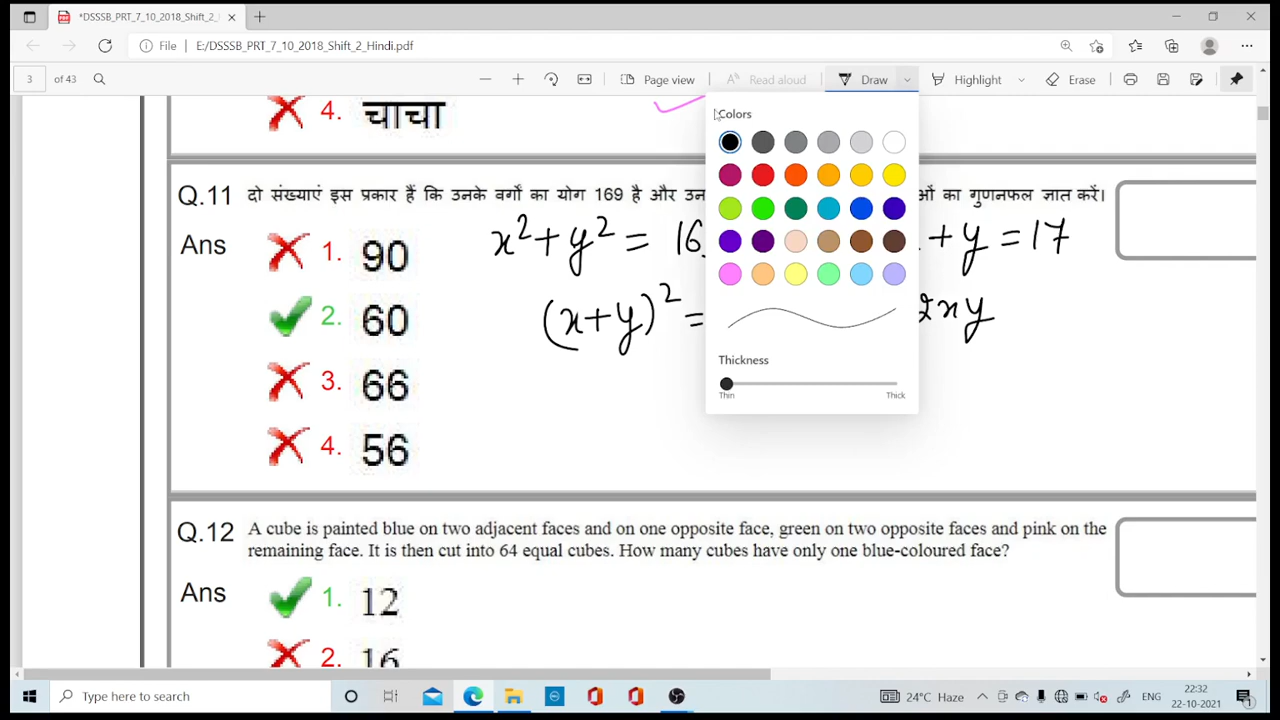 *DSSSB_PRT_7_10_2018_Shift_2_
File E:/DSSSB_PRT_7_10_2018_Shift_2_Hindi.pdf
3 of 43 Page view Read aloud Draw Highlight Erase
4. चाचा
Colors
Q.11 दो संख्याएं इस प्रकार हैं कि उनके वर्गों का योग 169 है और का गुणनफल ज्ञात करें।
x²+y² = 16 + y = 17
Ans 1. 90
2. 60
(x+y)² = 2xy
Thickness
Thin Thick
3. 66
4. 56
Q.12 A cube is painted blue on two adjacent faces and on one opposite face, green on two opposite faces and pink on the
remaining face. It is then cut into 64 equal cubes. How many cubes have only one blue-coloured face?
Ans 1. 12
2. 16
Type here to search 24°C Haze ENG 22:32
22-10-2021